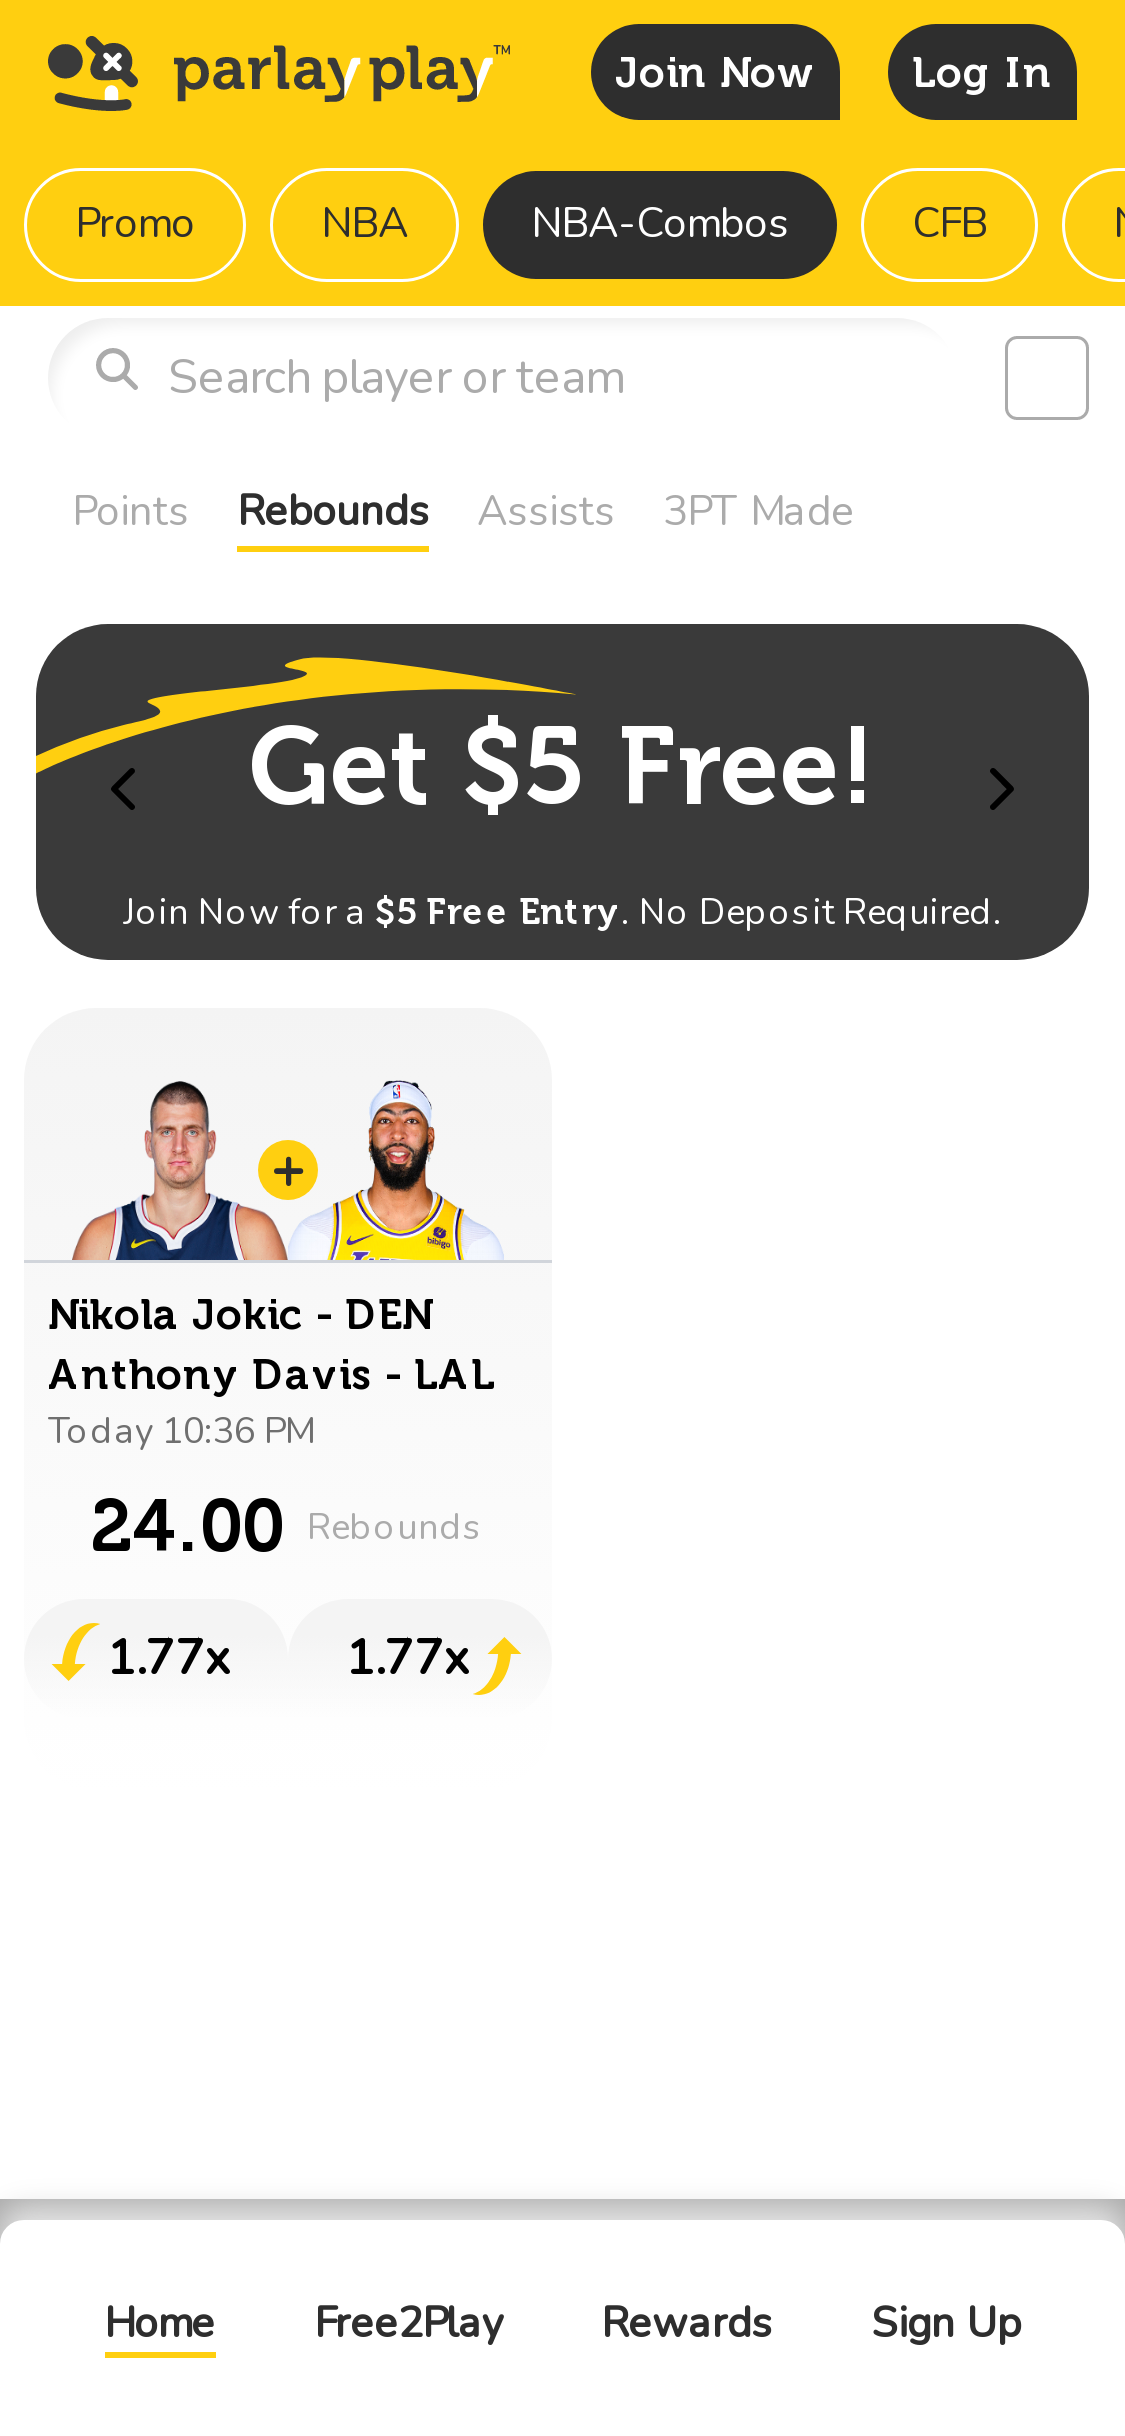 parlayplay™
Join Now
Log In
Promo
NBA
NBA-Combos
CFB
Search player or team
Points
Rebounds
Assists
3PT Made
Get $5 Free!
Join Now for a $5 Free Entry. No Deposit Required.
bibigo
Nikola Jokic - DEN
Anthony Davis - LAL
Today 10:36 PM
24.00 Rebounds
1.77x
1.77x
Home
Free2Play
Rewards
Sign Up